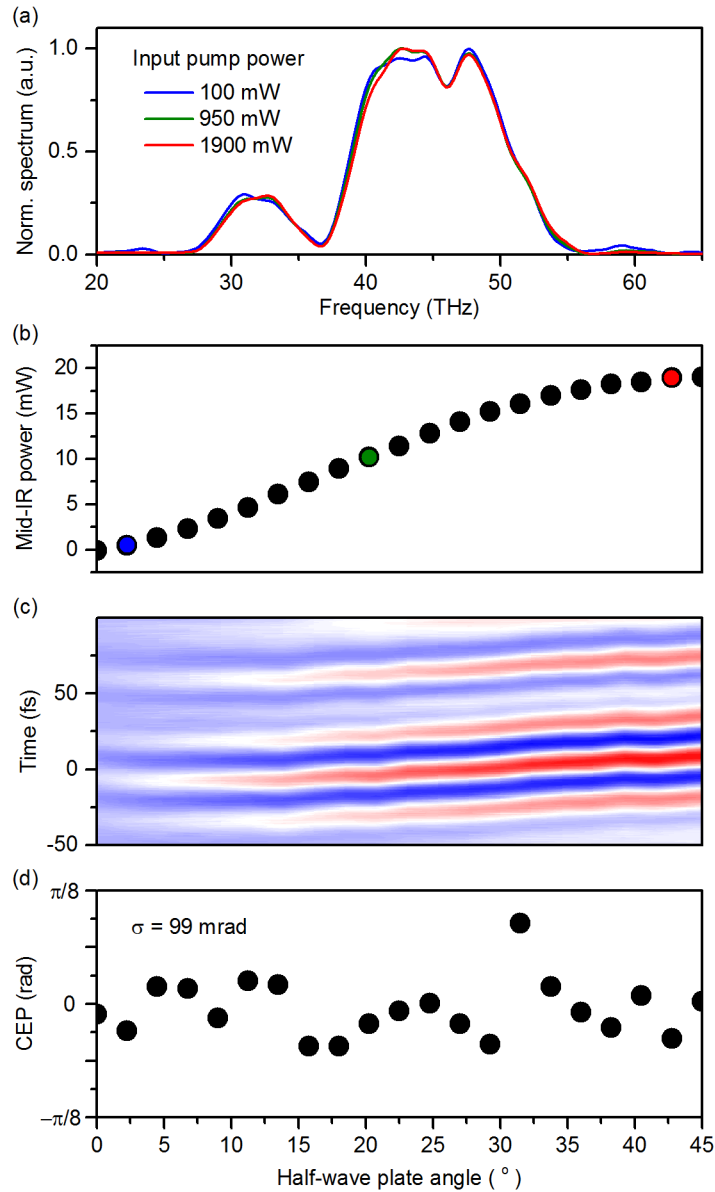 (a)
Norm. spectrum (a.u.)
1.0
0.5
0.0
Input pump power
100 mW
950 mW
1900 mW
20 30 40 50 60
Frequency (THz)
(b)
Mid-IR power (mW)
20
15
10
5
0
(c)
Time (fs)
50
0
-50
(d)
CEP (rad)
π/8
0
−π/8
σ = 99 mrad
0 5 10 15 20 25 30 35 40 45
Half-wave plate angle ( ° )